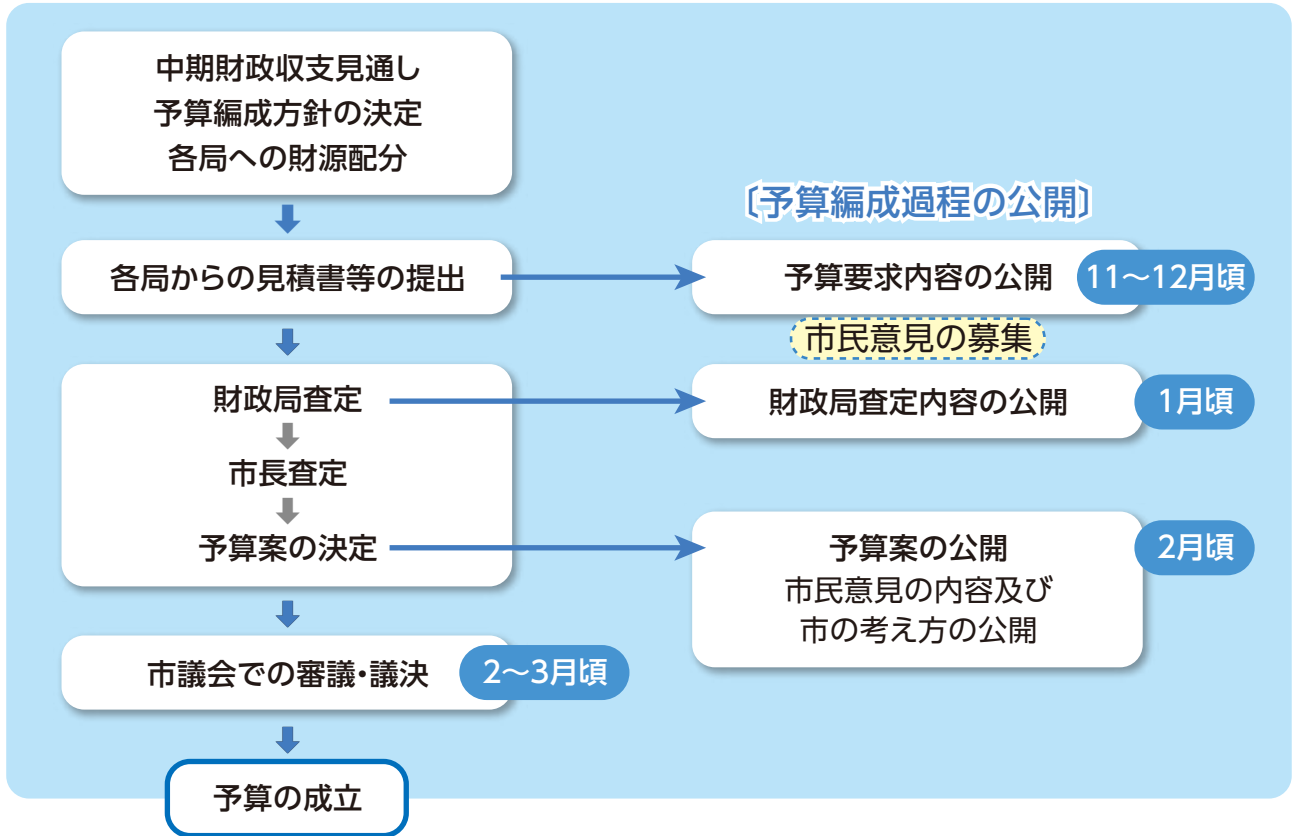 中期財政収支見通し
予算編成方針の決定
各局への財源配分
〔予算編成過程の公開〕
各局からの見積書等の提出
予算要求内容の公開
11〜12月頃
市民意見の募集
財政局査定
財政局査定内容の公開
1月頃
市長査定
予算案の決定
予算案の公開
2月頃
市民意見の内容及び
市の考え方の公開
市議会での審議・議決
2〜3月頃
予算の成立